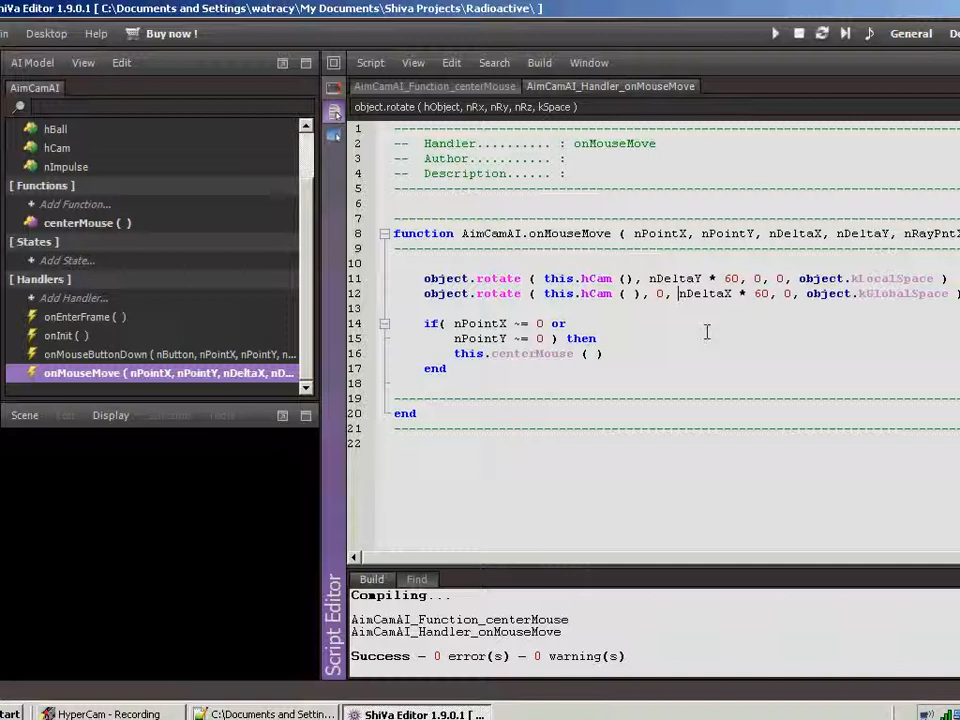 ShiVa Editor 1.9.0.1 [ C:\Documents and Settings\watracy\My Documents\Shiva Projects\Radioactive\ ]
in Desktop Help Buy now ! General De
AI Model View Edit
AimCamAI
hBall
hCam
nImpulse
[ Functions ]
+ Add Function...
centerMouse ( )
[ States ]
+ Add State...
[ Handlers ]
+ Add Handler...
onEnterFrame ( )
onInit ( )
onMouseButtonDown ( nButton, nPointX, nPointY, n...
onMouseMove ( nPointX, nPointY, nDeltaX, nD...
Scene Edit Display
Script View Edit Search Build Window
AimCamAI_Function_centerMouse AimCamAI_Handler_onMouseMove
object.rotate ( hObject, nRx, nRy, nRz, kSpace )
1 --------------------------------------------------------------------------------
2 -- Handler.......... : onMouseMove
3 -- Author........... :
4 -- Description...... :
5 --------------------------------------------------------------------------------
6
7 --------------------------------------------------------------------------------
8 function AimCamAI.onMouseMove ( nPointX, nPointY, nDeltaX, nDeltaY, nRayPntX
9 --------------------------------------------------------------------------------
10
11 object.rotate ( this.hCam (), nDeltaY * 60, 0, 0, object.kLocalSpace )
12 object.rotate ( this.hCam ( ), 0, nDeltaX * 60, 0, object.kGlobalSpace )
13
14 if( nPointX ~= 0 or
15 nPointY ~= 0 ) then
16 this.centerMouse ( )
17 end
18
19 --------------------------------------------------------------------------------
20 end
21 --------------------------------------------------------------------------------
22
Script Editor
Build Find
Compiling...
AimCamAI_Function_centerMouse
AimCamAI_Handler_onMouseMove
Success - 0 error(s) - 0 warning(s)
tart HyperCam - Recording C:\Documents and Settin... ShiVa Editor 1.9.0.1 [ ...